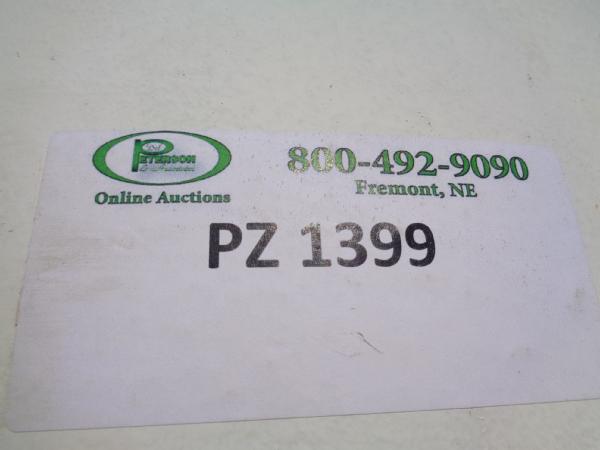 PETERSON
Online Auctions
800-492-9090
Fremont, NE
PZ 1399